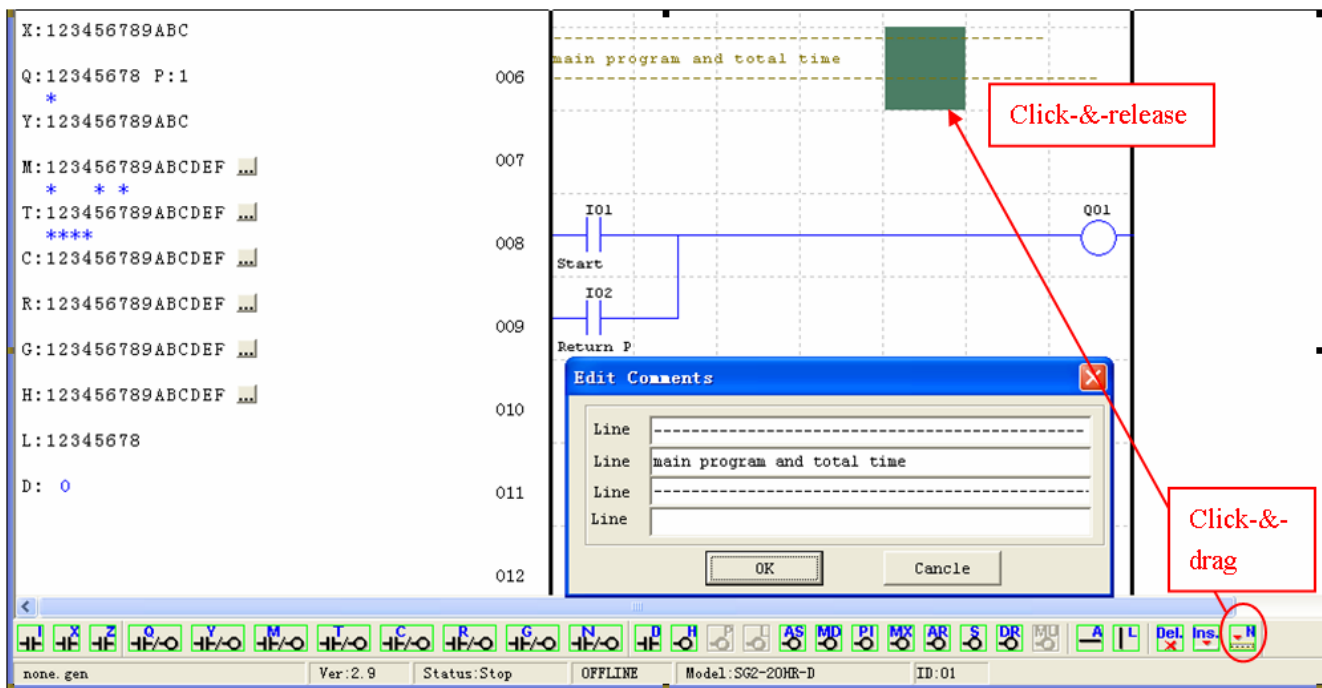 X:123456789ABC
Q:12345678 P:1
*
Y:123456789ABC
M:123456789ABCDEF ...
* * *
T:123456789ABCDEF ...
****
C:123456789ABCDEF ...
R:123456789ABCDEF ...
G:123456789ABCDEF ...
H:123456789ABCDEF ...
L:12345678
D: 0
main program and total time
006
Click-&-release
007
I01 Q01
008
Start
I02
009
Return P
Edit Comments
010
Line ------------------------------------------------
Line main program and total time
011
Line ------------------------------------------------
Line
OK Cancle
012
Click-&-
drag
I X Z Q Y M T C R G N D H P L AS MD PI MX AR S DR MU A L Del. Ins. N
none.gen Ver:2.9 Status:Stop OFFLINE Model:SG2-20HR-D ID:01